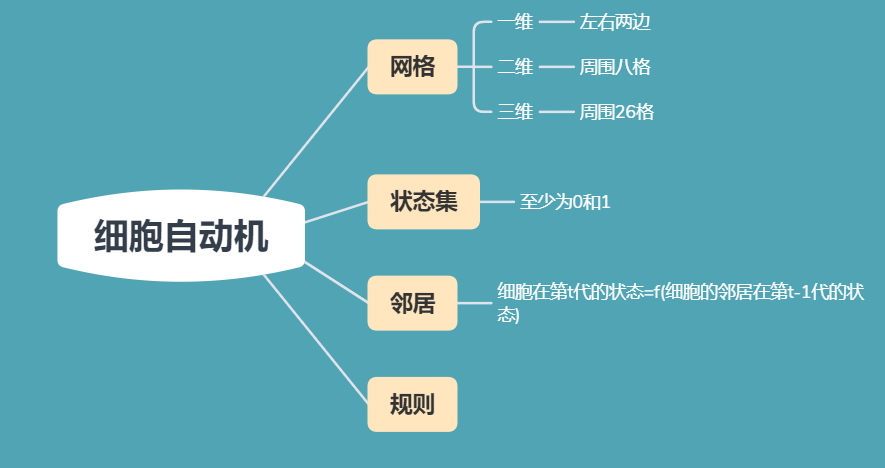 细胞自动机
网格
一维
左右两边
二维
周围八格
三维
周围26格
状态集
至少为0和1
邻居
细胞在第t代的状态=f(细胞的邻居在第t-1代的状
态)
规则